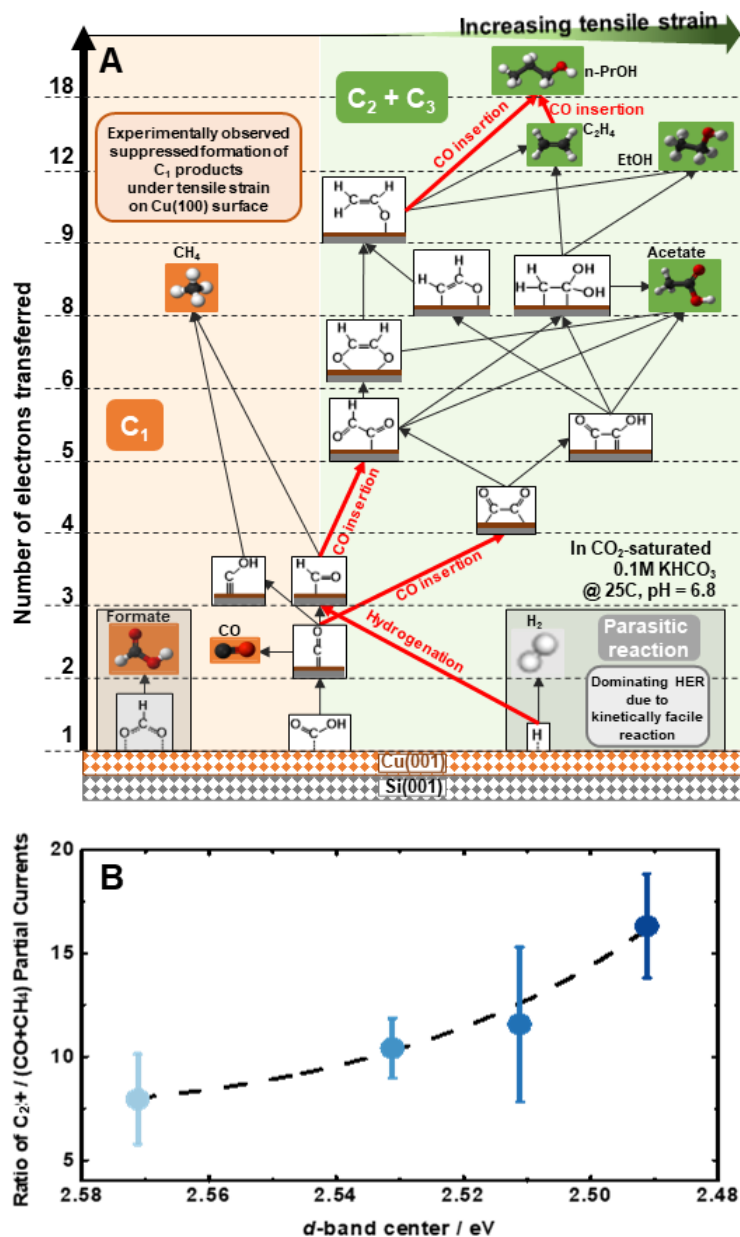 Increasing tensile strain
A
18
12
9
8
6
5
4
3
2
1
Number of electrons transferred
C₂ + C₃
n-PrOH
CO insertion
CO insertion
C₂H₄
EtOH
Experimentally observed
suppressed formation of
C₁ products
under tensile strain
on Cu(100) surface
H
C=C
H
H
O
CH₄
H
C=C
H
O
H
H
C-C
OH
OH
Acetate
H
H
C=C
O
O
C₁
H
O
C-C
O
O
OH
C-C
O
O
C-C
CO insertion
CO insertion
In CO₂-saturated
0.1M KHCO₃
@ 25C, pH = 6.8
OH
C
H
C=O
Hydrogenation
Formate
CO
O
C
H₂
Parasitic
reaction
Dominating HER
due to
kinetically facile
reaction
H
O
C
O
O
C
OH
H
Cu(001)
Si(001)
B
Ratio of C₂+ / (CO+CH₄) Partial Currents
20
15
10
5
2.58
2.56
2.54
2.52
2.50
2.48
d-band center / eV